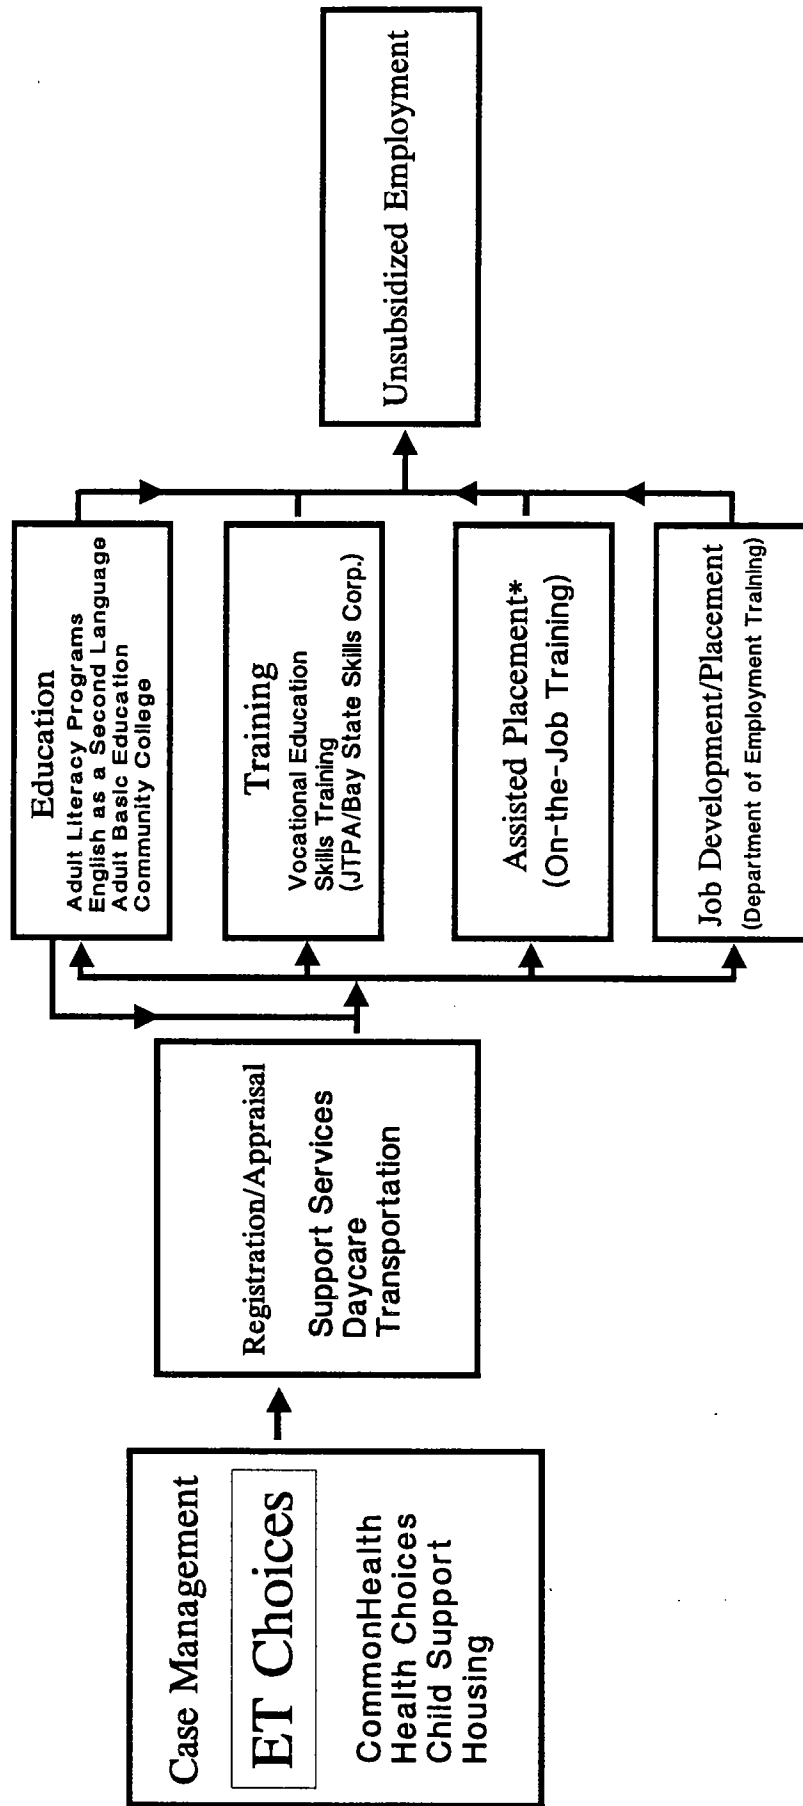 Case Management
ET Choices
CommonHealth
Health Choices
Child Support
Housing
Registration/Appraisal
Support Services
Daycare
Transportation
Education
Adult Literacy Programs
English as a Second Language
Adult Basic Education
Community College
Training
Vocational Education
Skills Training
(JTPA/Bay State Skills Corp.)
Assisted Placement*
(On-the-Job Training)
Job Development/Placement
(Department of Employment Training)
Unsubsidized Employment